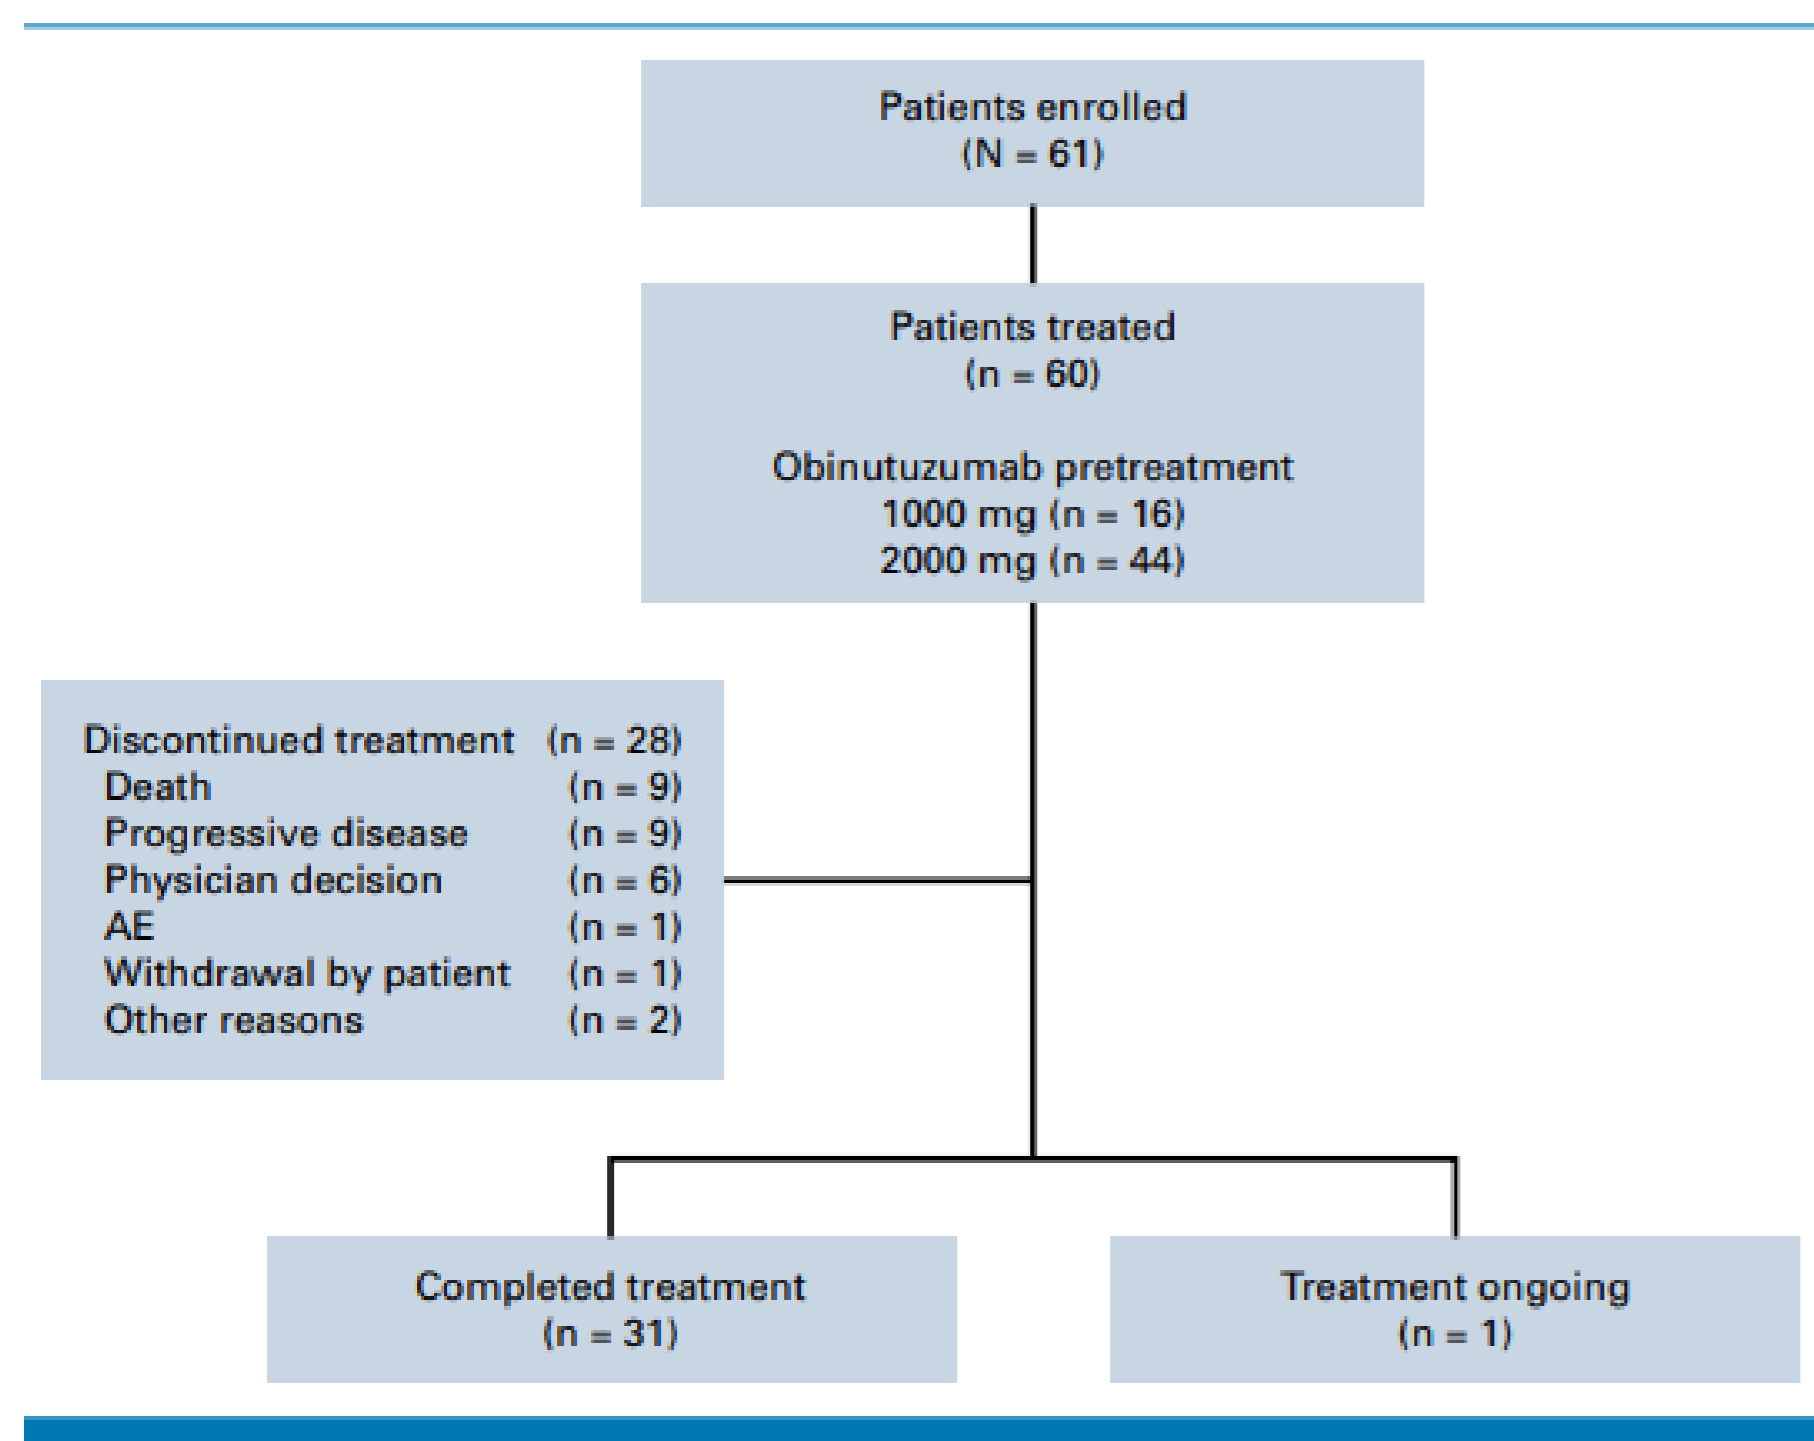 Patients enrolled
(N = 61)
Patients treated
(n = 60)
Obinutuzumab pretreatment
1000 mg (n = 16)
2000 mg (n = 44)
Discontinued treatment (n = 28)
Death (n = 9)
Progressive disease (n = 9)
Physician decision (n = 6)
AE (n = 1)
Withdrawal by patient (n = 1)
Other reasons (n = 2)
Completed treatment
(n = 31)
Treatment ongoing
(n = 1)